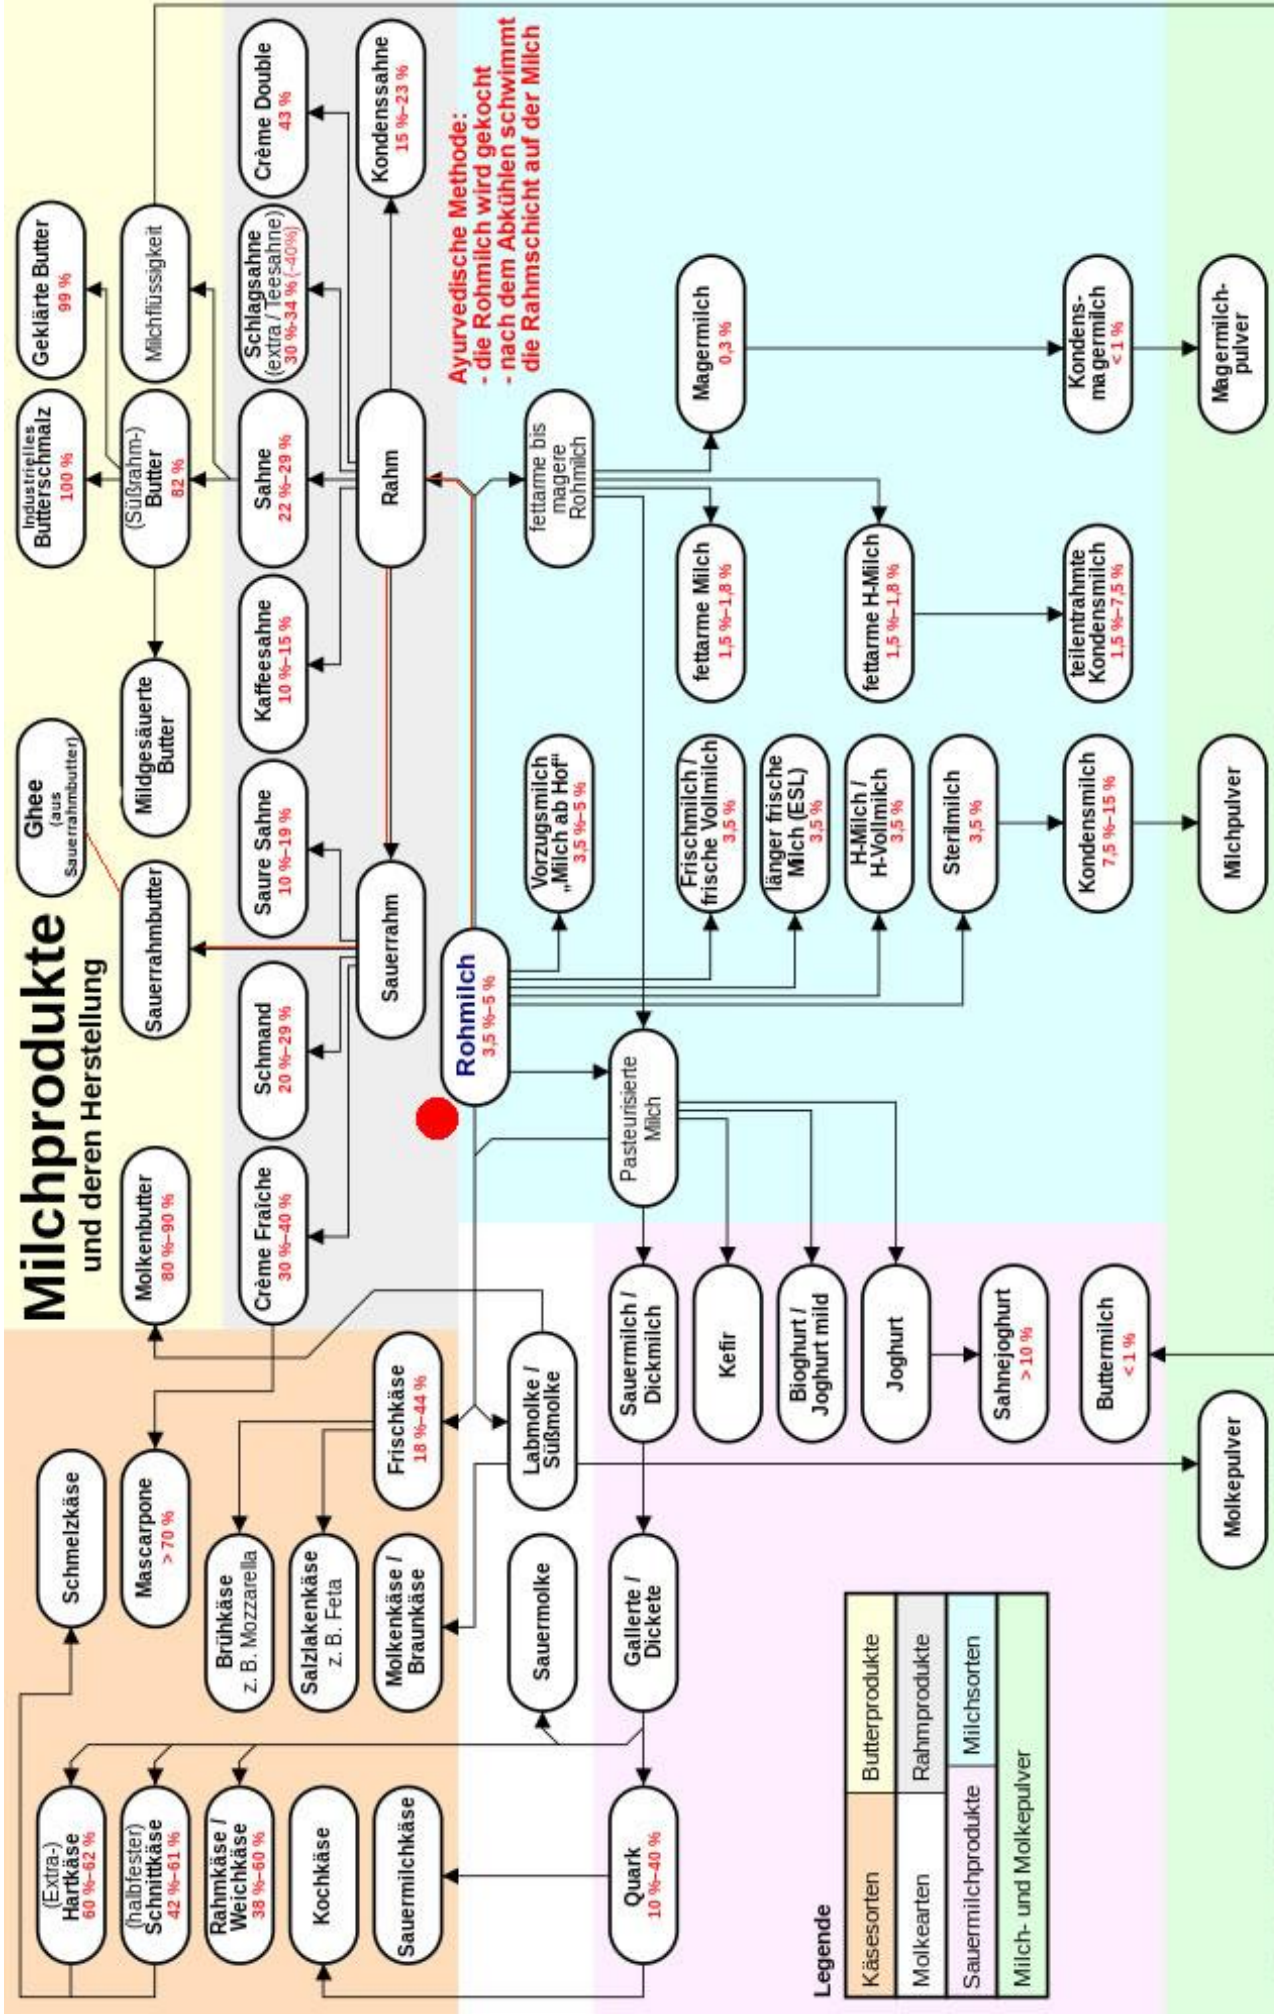 Milchprodukte
und deren Herstellung
(Extra-)
Hartkäse
60 %–62 %
(halbfester)
Schnittkäse
42 %–61 %
Rahmkäse /
Weichkäse
38 %–60 %
Kochkäse
Sauermilchkäse
Quark
10 %–40 %
Schmelzkäse
Mascarpone
> 70 %
Brühkäse
z. B. Mozzarella
Salzlakenkäse
z. B. Feta
Molkenkäse /
Braunkäse
Sauermolke
Gallerte /
Dickete
Frischkäse
18 %–44 %
Labmolke /
Süßmolke
Molkenbutter
80 %–90 %
Crème Fraîche
30 %–40 %
Schmand
20 %–29 %
Saure Sahne
10 %–19 %
Kaffeesahne
10 %–15 %
Sahne
22 %–29 %
Schlagsahne
(extra / Teesahne)
30 %-34 % (-40%)
Crème Double
43 %
Sauerrahmbutter
Ghee
(aus
Sauerrahmbutter)
Mildgesäuerte
Butter
(Süßrahm-)
Butter
82 %
Industrielles
Butterschmalz
100 %
Geklärte Butter
99 %
Milchflüssigkeit
Sauerrahm
Rahm
Kondenssahne
15 %–23 %
Ayurvedische Methode:
- die Rohmilch wird gekocht
- nach dem Abkühlen schwimmt
die Rahmschicht auf der Milch
Rohmilch
3,5 %–5 %
Pasteurisierte
Milch
Vorzugsmilch
„Milch ab Hof“
3,5 %–5 %
fettarme bis
magere
Rohmilch
Frischmilch /
frische Vollmilch
3,5 %
länger frische
Milch (ESL)
3,5 %
H-Milch /
H-Vollmilch
3,5 %
Sterilmilch
3,5 %
fettarme Milch
1,5 %–1,8 %
Magermilch
0,3 %
fettarme H-Milch
1,5 %–1,8 %
Kondensmilch
7,5 %–15 %
teilentrahmte
Kondensmilch
1,5 %–7,5 %
Kondens-
magermilch
< 1 %
Sauermilch /
Dickmilch
Kefir
Bioghurt /
Joghurt mild
Joghurt
Sahnejoghurt
> 10 %
Buttermilch
< 1 %
Molkepulver
Milchpulver
Magermilch-
pulver
Legende
Käsesorten
Butterprodukte
Molkearten
Rahmprodukte
Sauermilchprodukte
Milchsorten
Milch- und Molkepulver